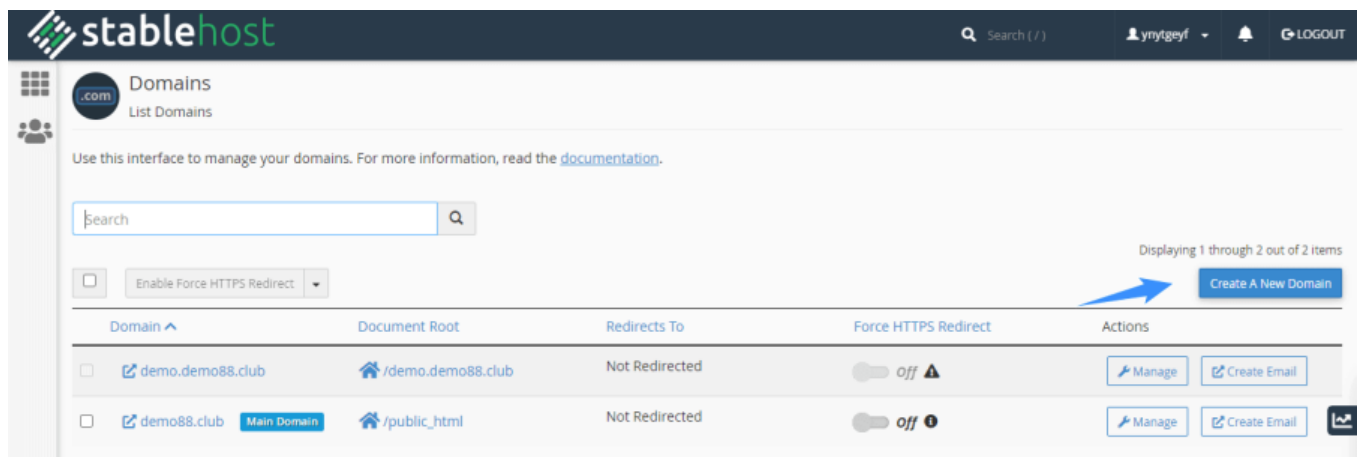 stablehost
Search ( / )
ynytgeyf
LOGOUT
.com
Domains
List Domains
Use this interface to manage your domains. For more information, read the documentation.
Search
Displaying 1 through 2 out of 2 items
Enable Force HTTPS Redirect
Create A New Domain
Domain Document Root Redirects To Force HTTPS Redirect Actions
demo.demo88.club /demo.demo88.club Not Redirected Off Manage Create Email
demo88.club Main Domain /public_html Not Redirected Off Manage Create Email